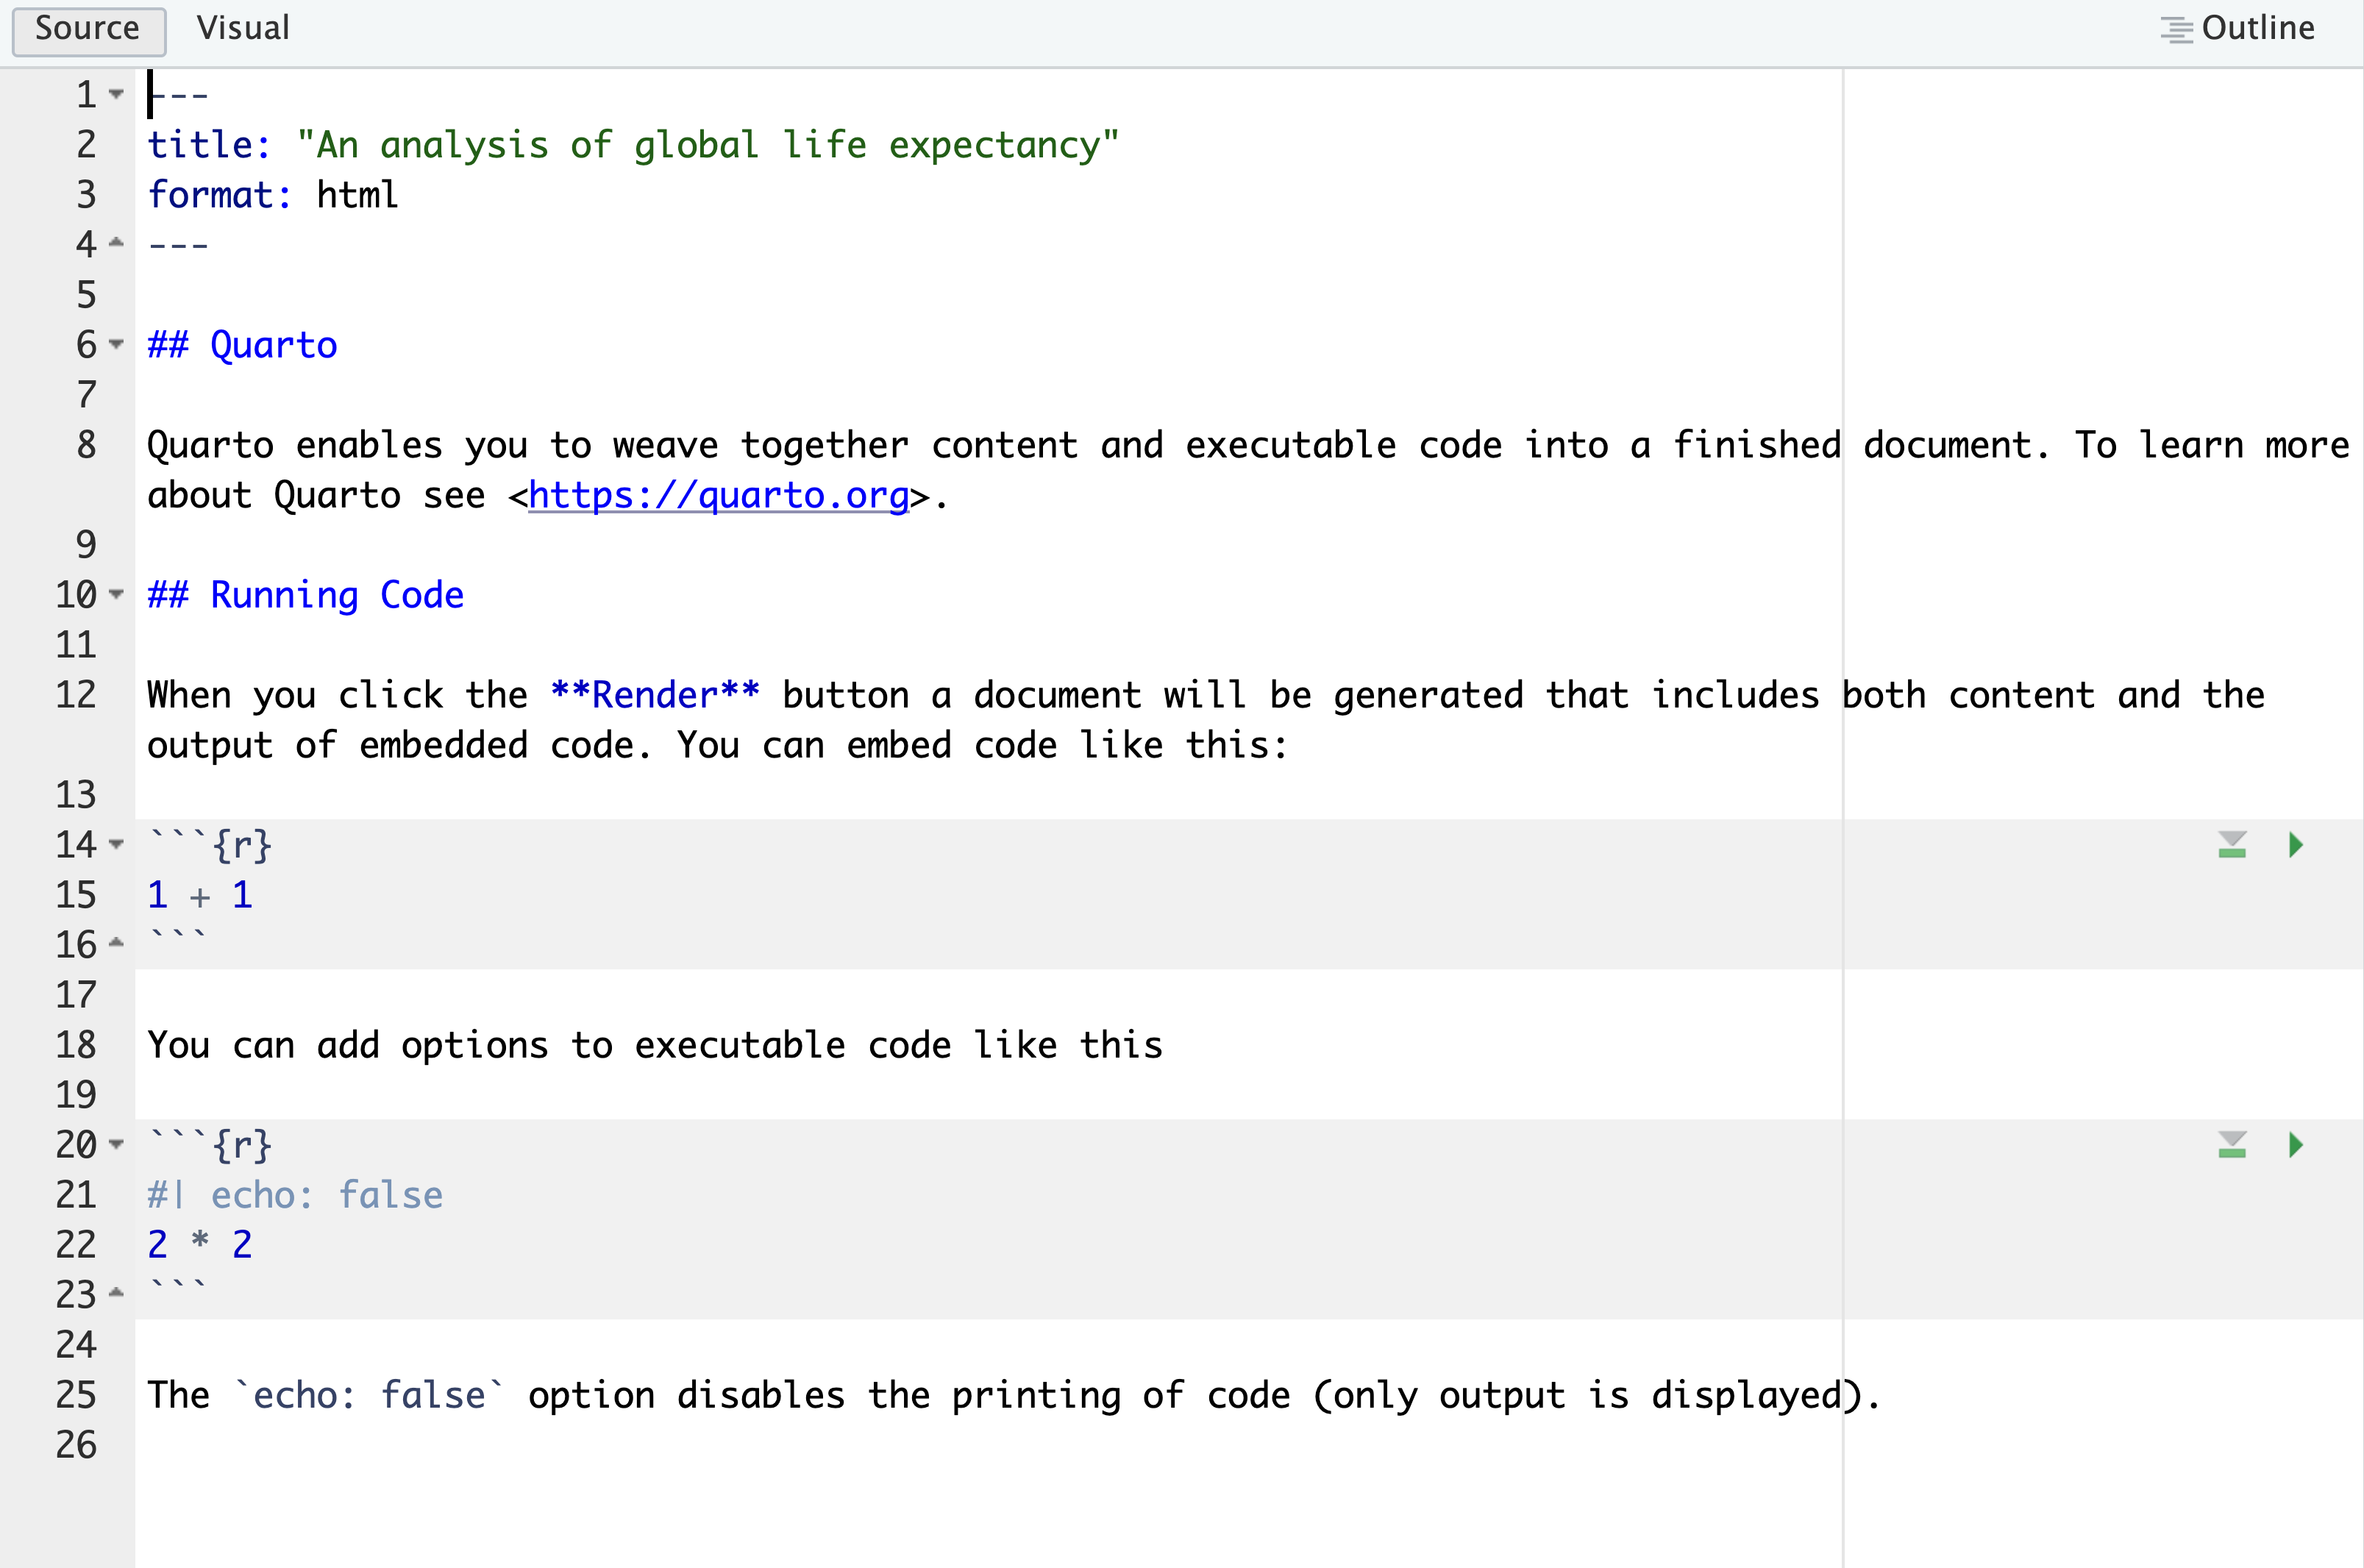 Source Visual Outline
1 ---
2 title: "An analysis of global life expectancy"
3 format: html
4 ---
5
6 ## Quarto
7
8 Quarto enables you to weave together content and executable code into a finished document. To learn more
about Quarto see <https://quarto.org>.
9
10 ## Running Code
11
12 When you click the **Render** button a document will be generated that includes both content and the
output of embedded code. You can embed code like this:
13
14 ```{r}
15 1 + 1
16 ```
17
18 You can add options to executable code like this
19
20 ```{r}
21 #| echo: false
22 2 * 2
23 ```
24
25 The `echo: false` option disables the printing of code (only output is displayed).
26